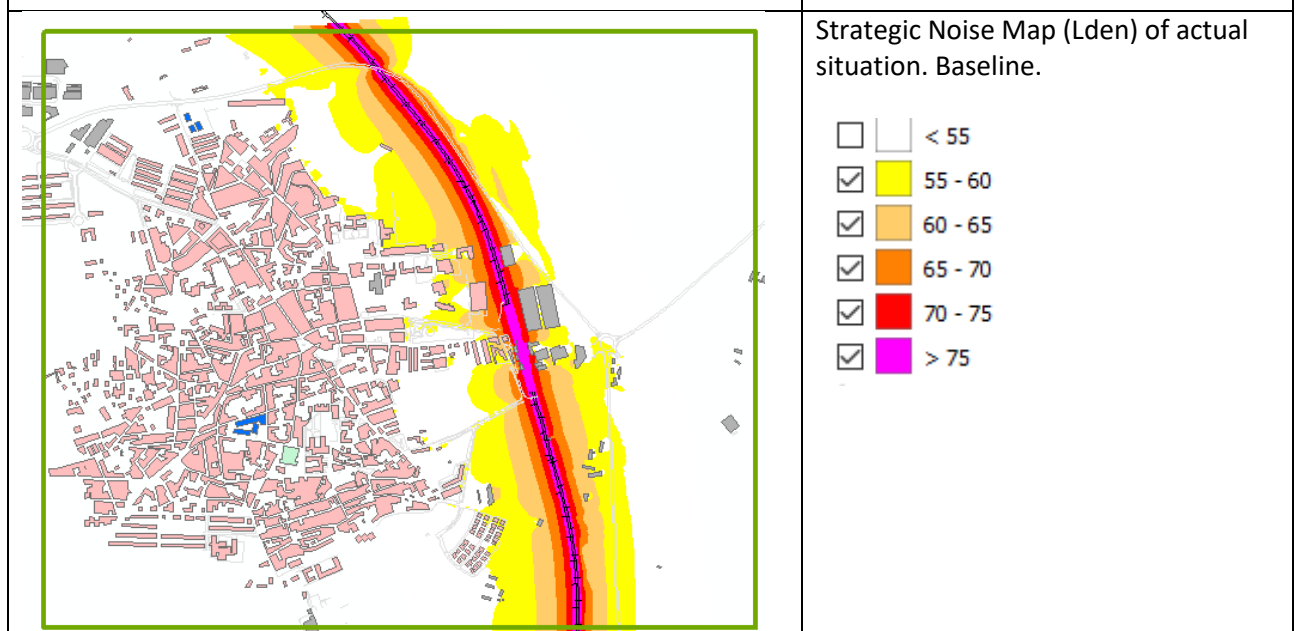 Strategic Noise Map (Lden) of actual
situation. Baseline.
< 55
55 - 60
60 - 65
65 - 70
70 - 75
> 75